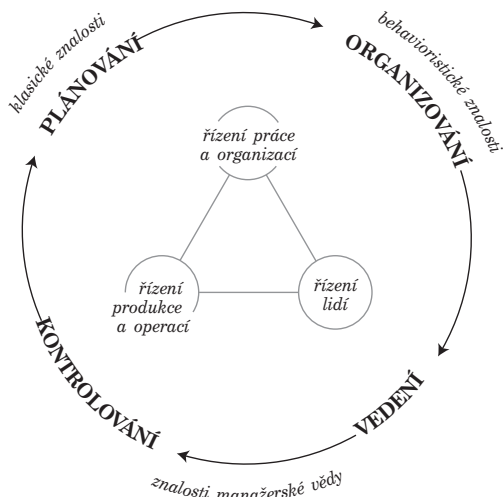 klasické znalosti
PLÁNOVÁNÍ
behavioristické znalosti
ORGANIZOVÁNÍ
řízení práce
a organizací
řízení
produkce
a operací
řízení
lidí
KONTROLOVÁNÍ
VEDENÍ
znalosti manažerské vědy